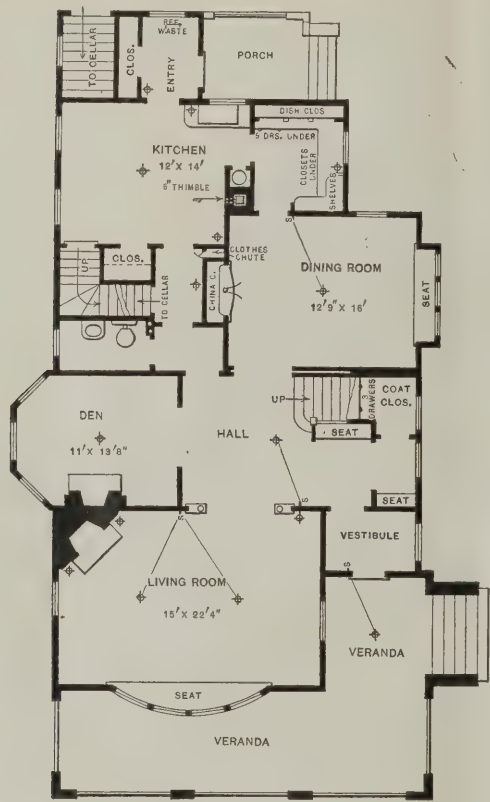 REF.
WASTE
TO CELLAR
CLOS.
ENTRY
PORCH
DISH CLOS
5 DRS. UNDER
CLOSETS
UNDER
SHELVES
KITCHEN
12' X 14'
8" THIMBLE
UP
CLOS.
TO CELLAR
CLOTHES
CHUTE
CHINA C.
DINING ROOM
12'9" X 16'
SEAT
DEN
11' X 13'8"
HALL
UP
3
DRAWERS
COAT
CLOS.
SEAT
SEAT
S
S
S
S
VESTIBULE
LIVING ROOM
15' X 22'4"
VERANDA
SEAT
VERANDA